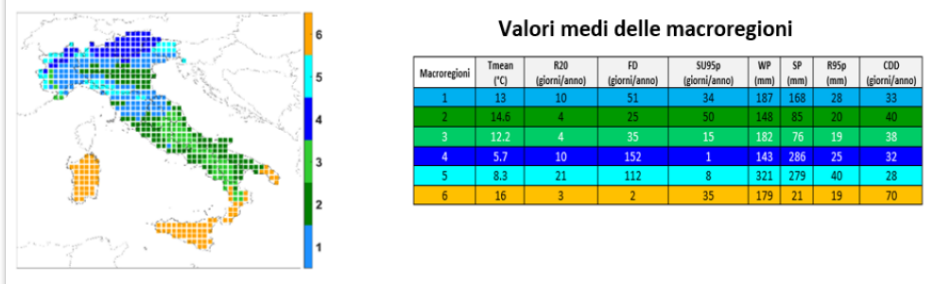 6
5
4
3
2
1
Valori medi delle macroregioni
Macroregioni Tmean (°C) R20 (giorni/anno) FD (giorni/anno) SU95p (giorni/anno) WP (mm) SP (mm) R95p (mm) CDD (giorni/anno)
1 13 10 51 34 187 168 28 33
2 14.6 4 25 50 148 85 20 40
3 12.2 4 35 15 182 76 19 38
4 5.7 10 152 1 143 286 25 32
5 8.3 21 112 8 321 279 40 28
6 16 3 2 35 179 21 19 70